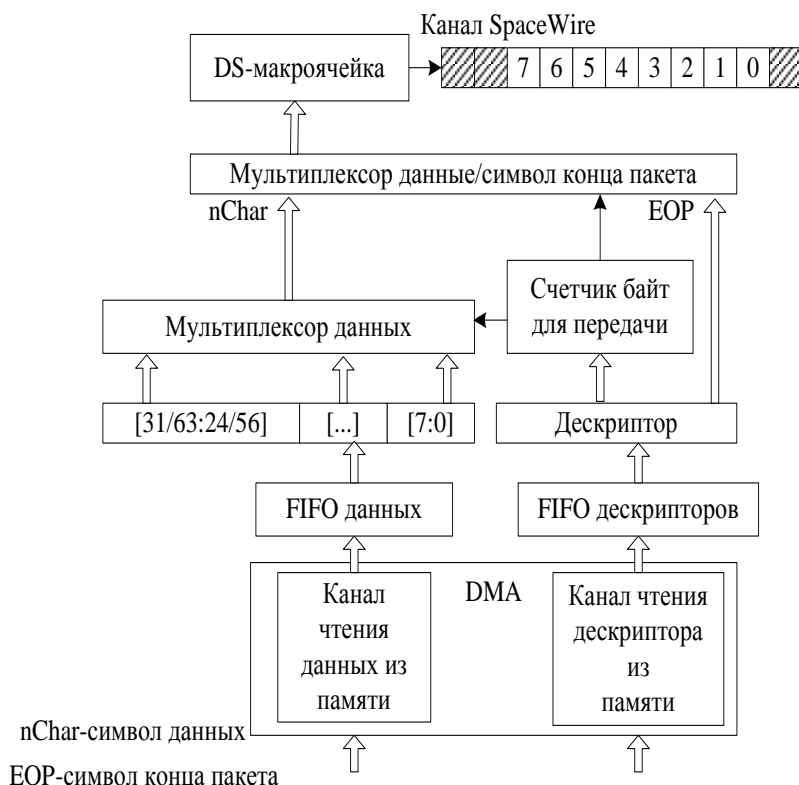 Канал SpaceWire
DS-макроячейка
7 6 5 4 3 2 1 0
Мультиплексор данные/символ конца пакета
nChar
EOP
Счетчик байт
для передачи
Мультиплексор данных
[31/63:24/56] [...] [7:0]
Дескриптор
FIFO данных
FIFO дескрипторов
DMA
Канал
чтения
данных из
памяти
Канал чтения
дескриптора
из
памяти
nChar-символ данных
EOP-символ конца пакета